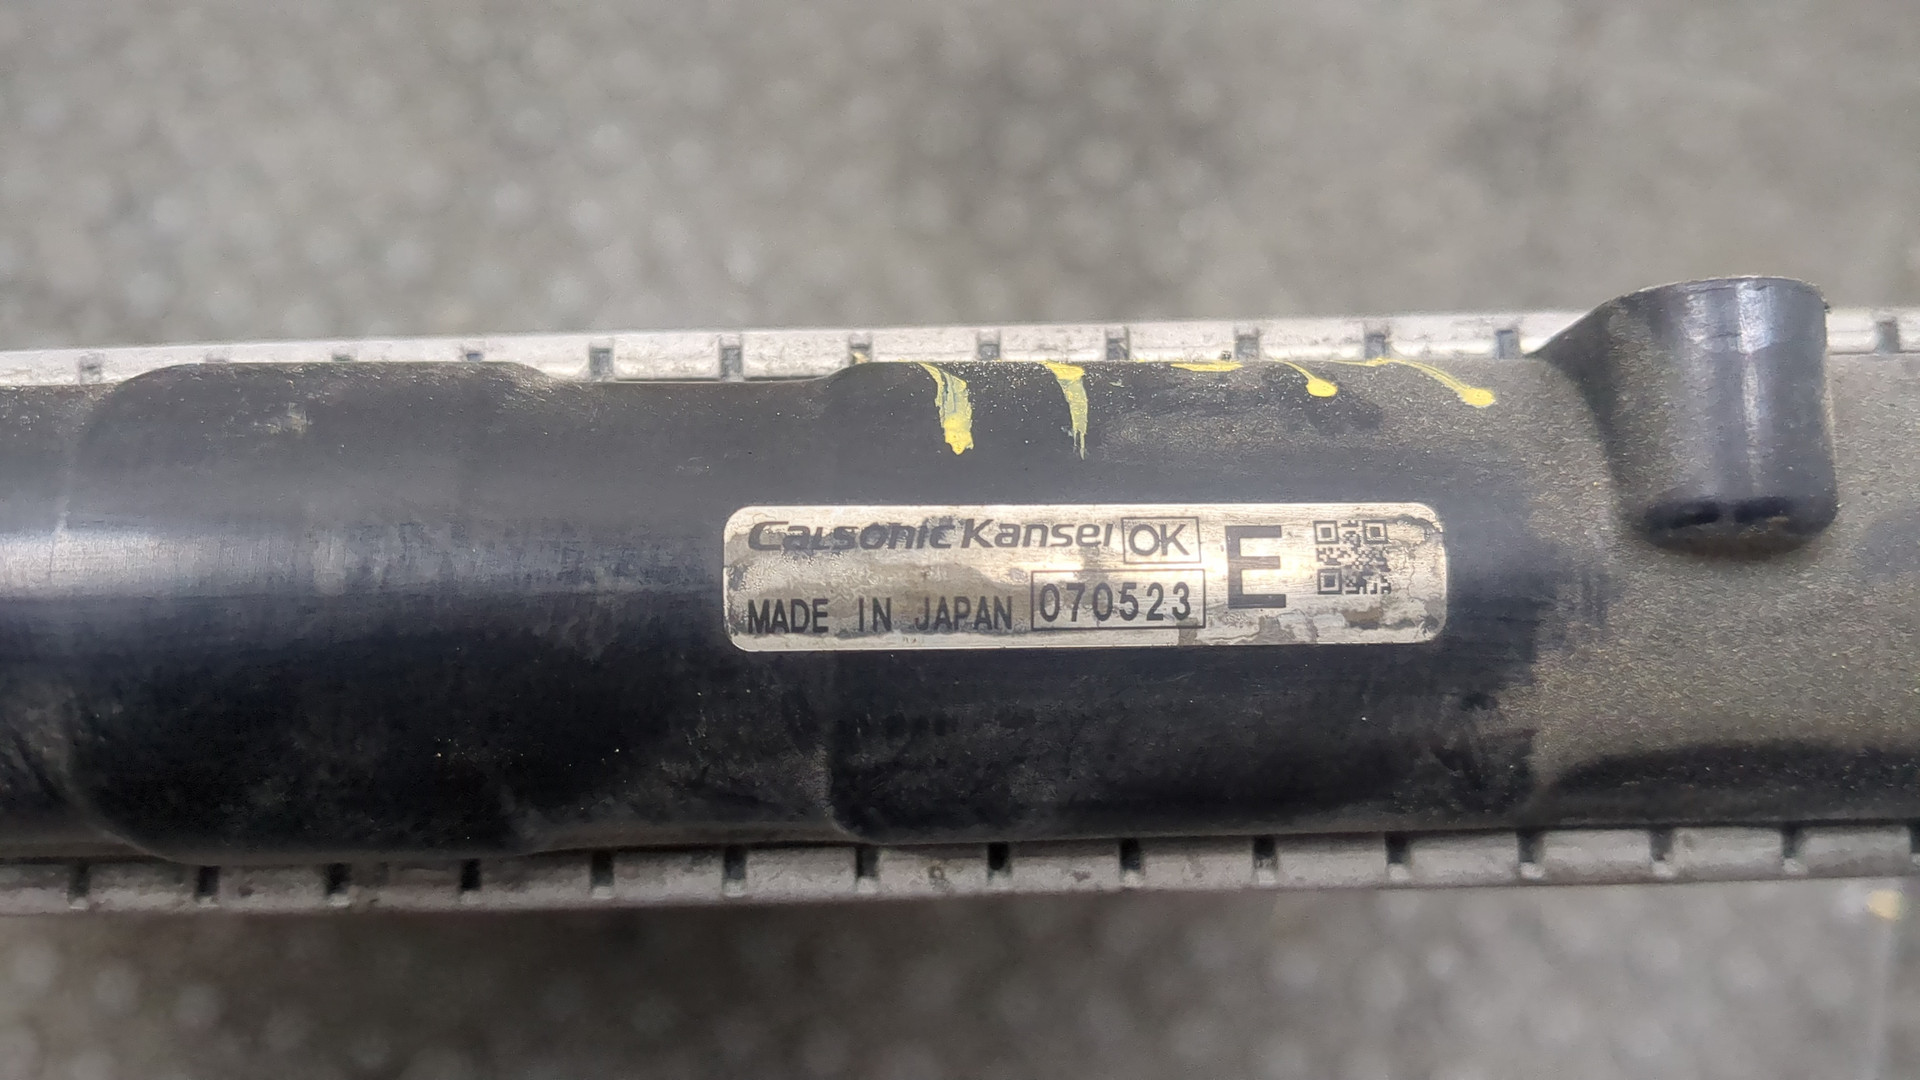 Calsonic Kansei OK E
MADE IN JAPAN 070523